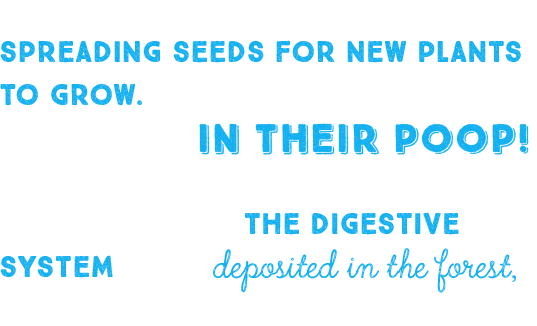 SPREADING SEEDS FOR NEW PLANTS
TO GROW.
IN THEIR POOP!
THE DIGESTIVE
SYSTEM deposited in the forest,